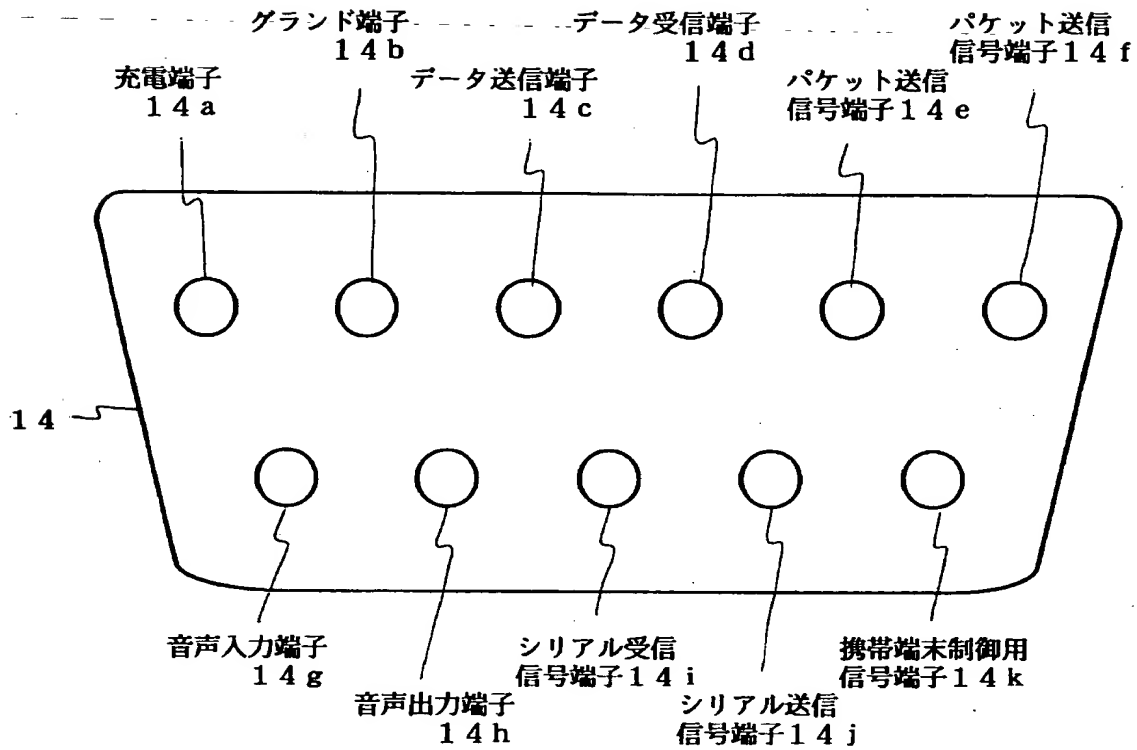 グランド端子
14b
データ受信端子
14d
パケット送信
信号端子14f
充電端子
14a
データ送信端子
14c
パケット送信
信号端子14e
14
音声入力端子
14g
シリアル受信
信号端子14i
携帯端末制御用
信号端子14k
音声出力端子
14h
シリアル送信
信号端子14j